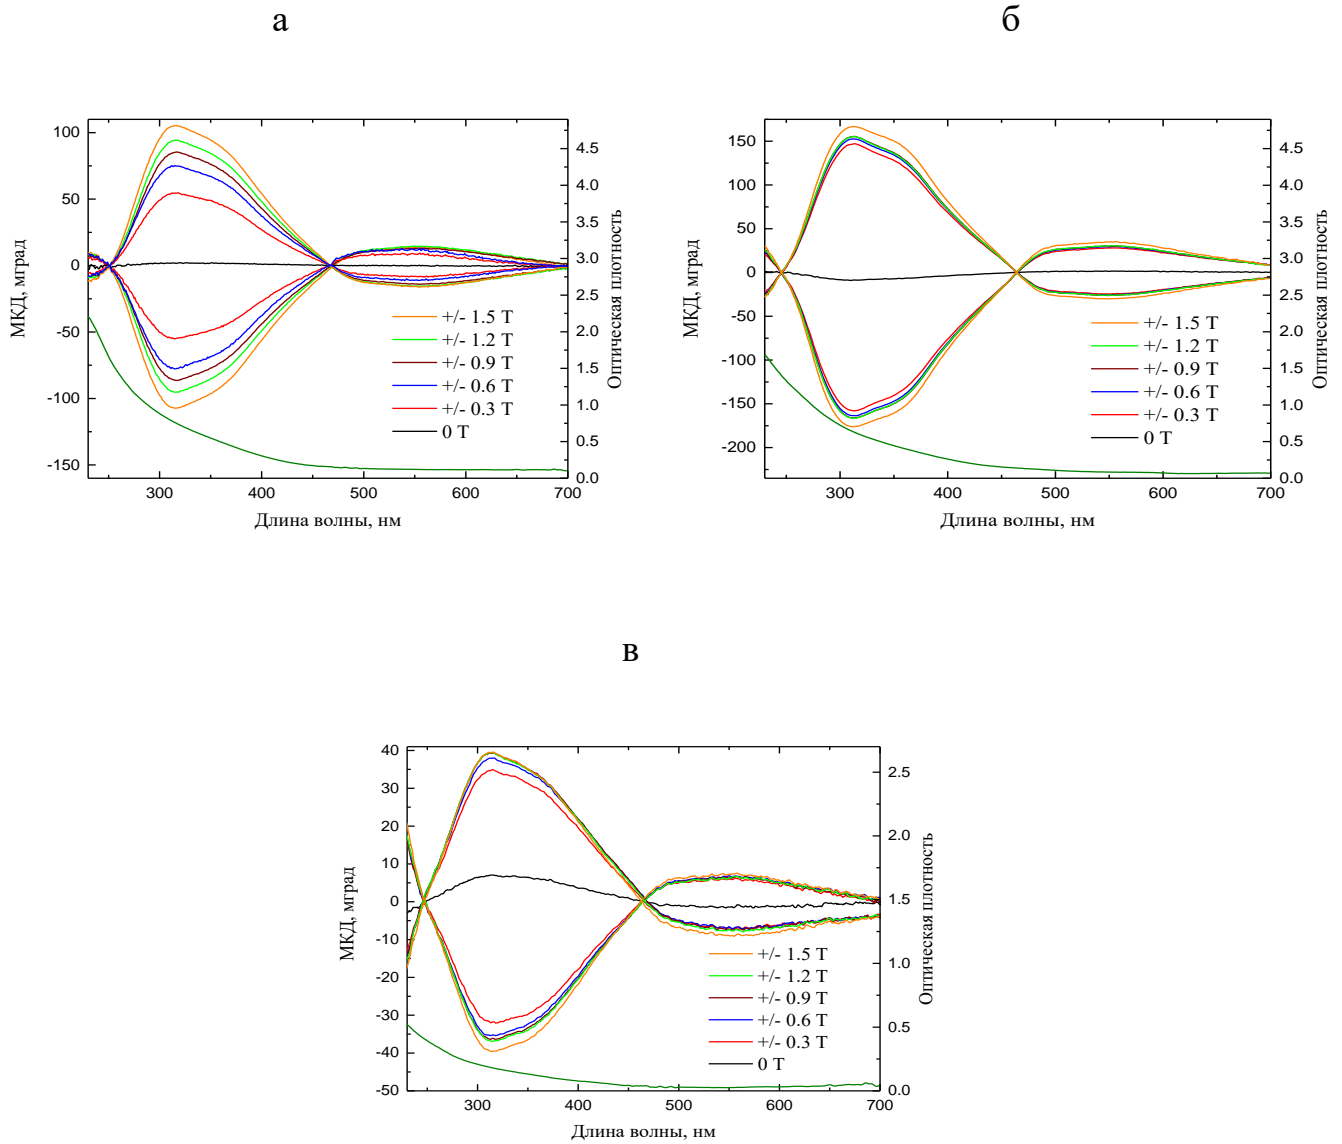 а
б
100
50
0
-50
-100
-150
МКД, мград
4.5
4.0
3.5
3.0
2.5
2.0
1.5
1.0
0.5
0.0
Оптическая плотность
+/- 1.5 T
+/- 1.2 T
+/- 0.9 T
+/- 0.6 T
+/- 0.3 T
0 T
300
400
500
600
700
Длина волны, нм
150
100
50
0
-50
-100
-150
-200
МКД, мград
4.5
4.0
3.5
3.0
2.5
2.0
1.5
1.0
0.5
0.0
Оптическая плотность
+/- 1.5 T
+/- 1.2 T
+/- 0.9 T
+/- 0.6 T
+/- 0.3 T
0 T
300
400
500
600
700
Длина волны, нм
в
40
30
20
10
0
-10
-20
-30
-40
-50
МКД, мград
2.5
2.0
1.5
1.0
0.5
0.0
Оптическая плотность
+/- 1.5 T
+/- 1.2 T
+/- 0.9 T
+/- 0.6 T
+/- 0.3 T
0 T
300
400
500
600
700
Длина волны, нм